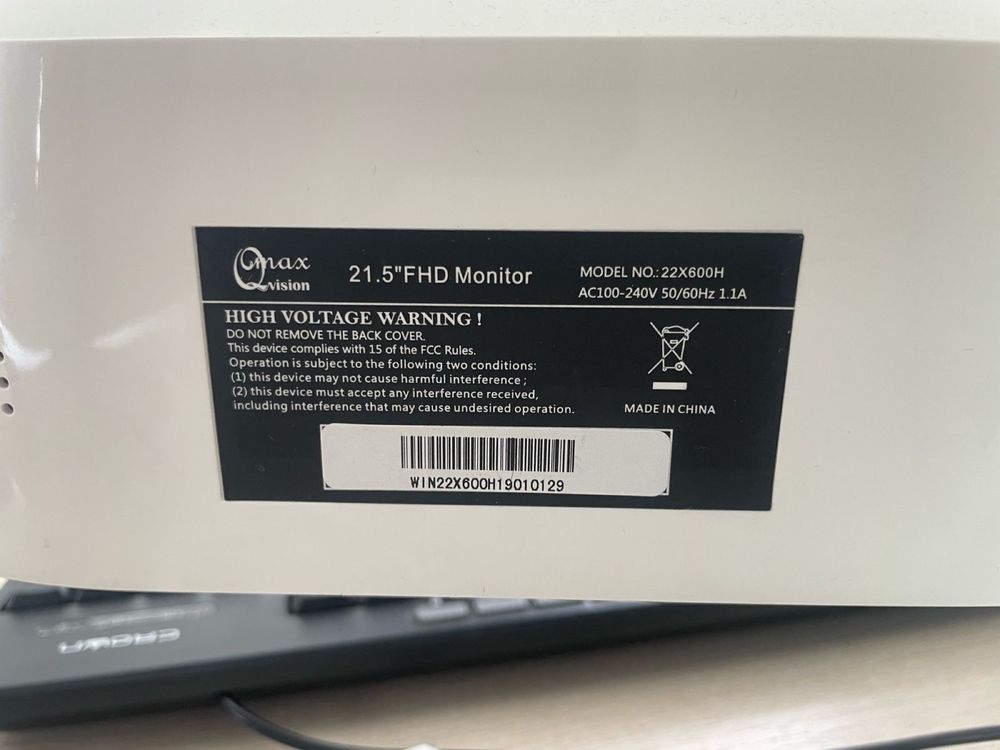 Qmax
vision
21.5"FHD Monitor
MODEL NO.:22X600H
AC100-240V 50/60Hz 1.1A
HIGH VOLTAGE WARNING !
DO NOT REMOVE THE BACK COVER.
This device complies with 15 of the FCC Rules.
Operation is subject to the following two conditions:
(1) this device may not cause harmful interference ;
(2) this device must accept any interference received,
including interference that may cause undesired operation.
MADE IN CHINA
WIN22X600H19010129
CROWN